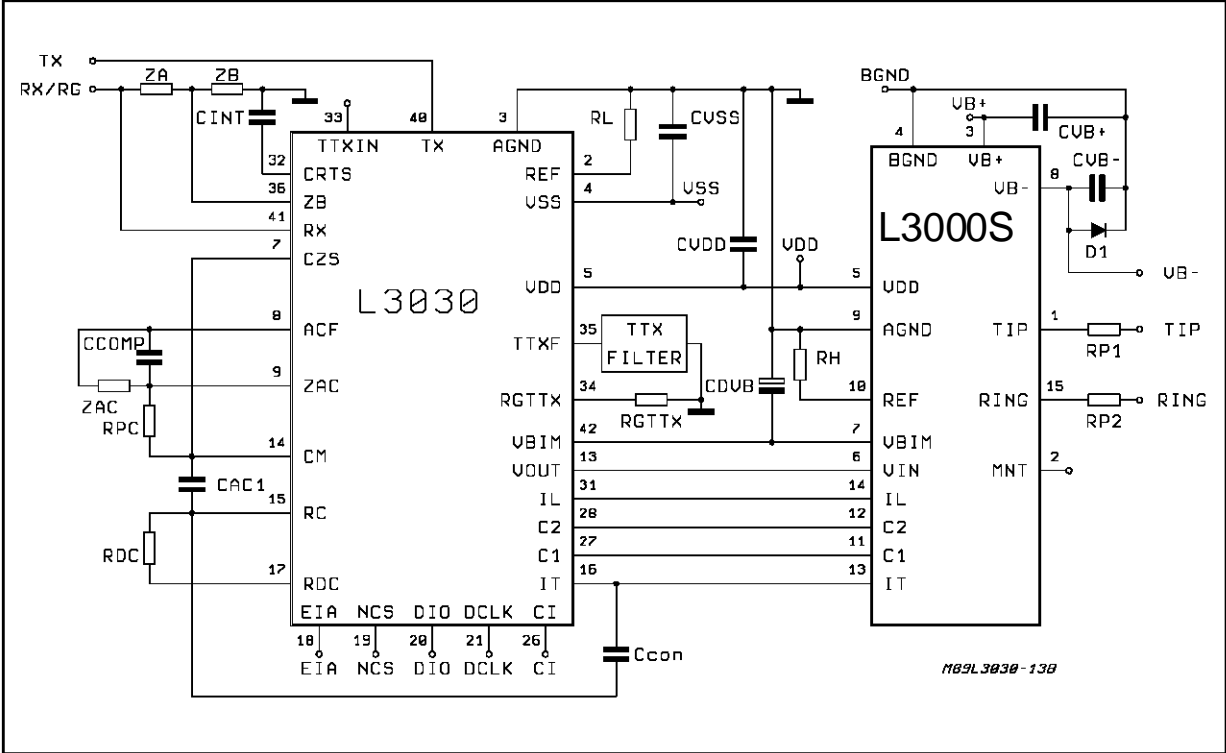 TX
RX/RG
ZA
ZB
CINT
33
40
3
TTXIN
TX
AGND
32
CRTS
36
ZB
41
RX
7
CZS
8
ACF
CCOMP
9
ZAC
ZAC
RPC
14
CM
CAC1
15
RC
RDC
17
RDC
L3030
RL
CVSS
2
REF
4
VSS
VSS
CVDD
VDD
5
VDD
35
TTXF
TTX
FILTER
34
RGTTX
RGTTX
CDVB
RH
42
VBIM
13
VOUT
31
IL
28
C2
27
C1
16
IT
EIA NCS DIO DCLK CI
18 19 20 21 26
EIA NCS DIO DCLK CI
Ccon
BGND
VB+
4
3
CVB+
BGND
VB+
CVB-
8
VB-
L3000S
D1
VB-
5
VDD
9
AGND
1
TIP
TIP
RP1
10
REF
15
RING
RING
RP2
7
VBIM
6
VIN
2
MNT
14
IL
12
C2
11
C1
13
IT
M89L3030-13B